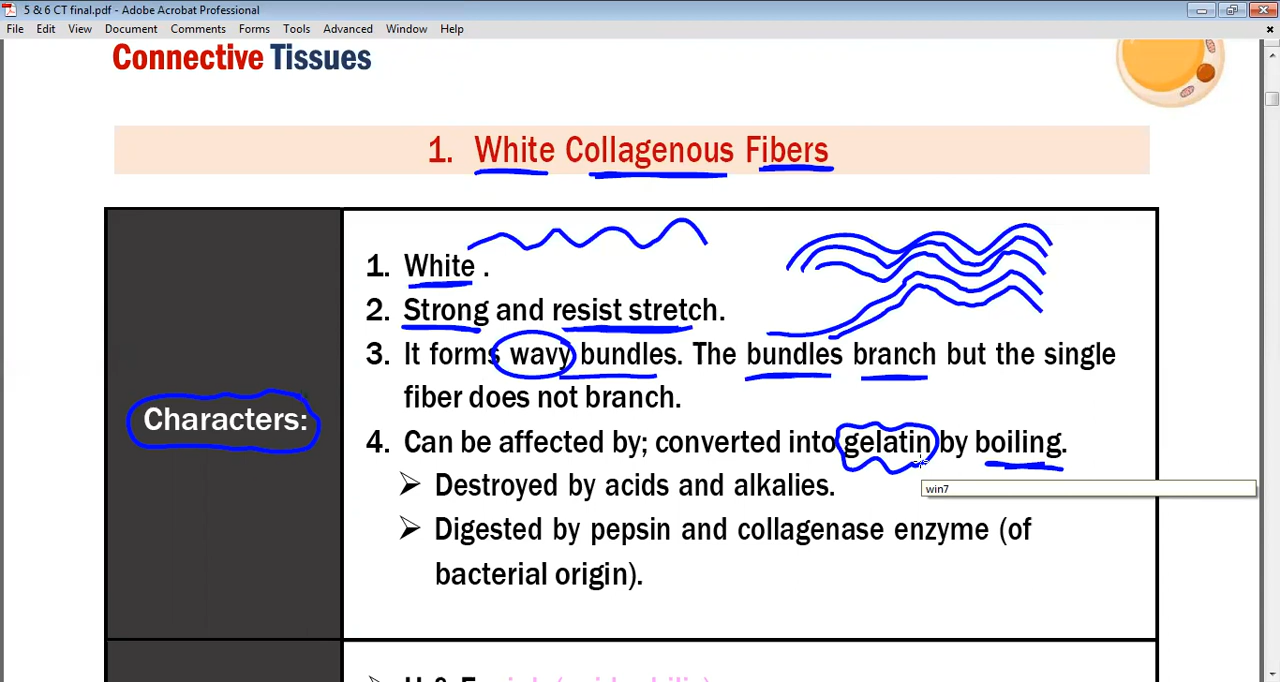 5 & 6 CT final.pdf - Adobe Acrobat Professional
File Edit View Document Comments Forms Tools Advanced Window Help
Connective Tissues
1. White Collagenous Fibers
Characters:
1. White .
2. Strong and resist stretch.
3. It forms wavy bundles. The bundles branch but the single
fiber does not branch.
4. Can be affected by; converted into gelatin by boiling.
➢ Destroyed by acids and alkalies.
win7
➢ Digested by pepsin and collagenase enzyme (of
bacterial origin).